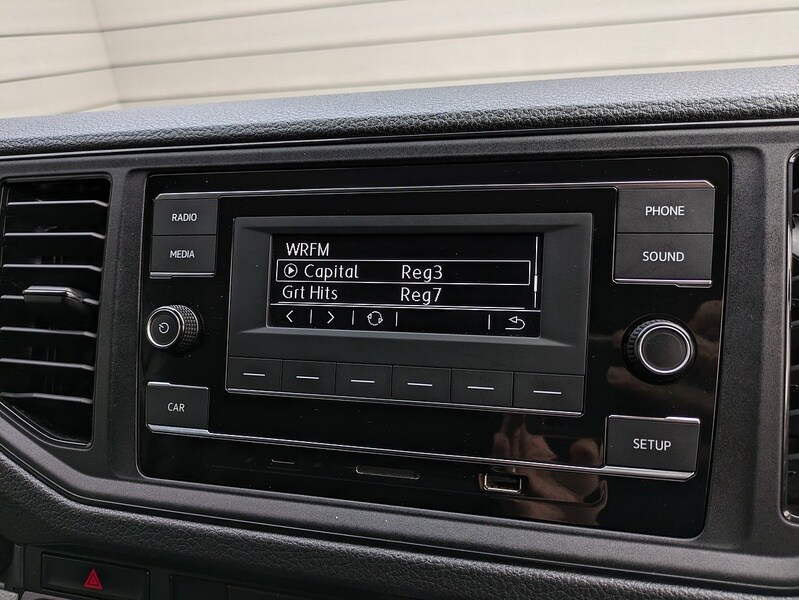 RADIO
PHONE
MEDIA
SOUND
WRFM
Capital Reg3
Grt Hits Reg7
CAR
SETUP